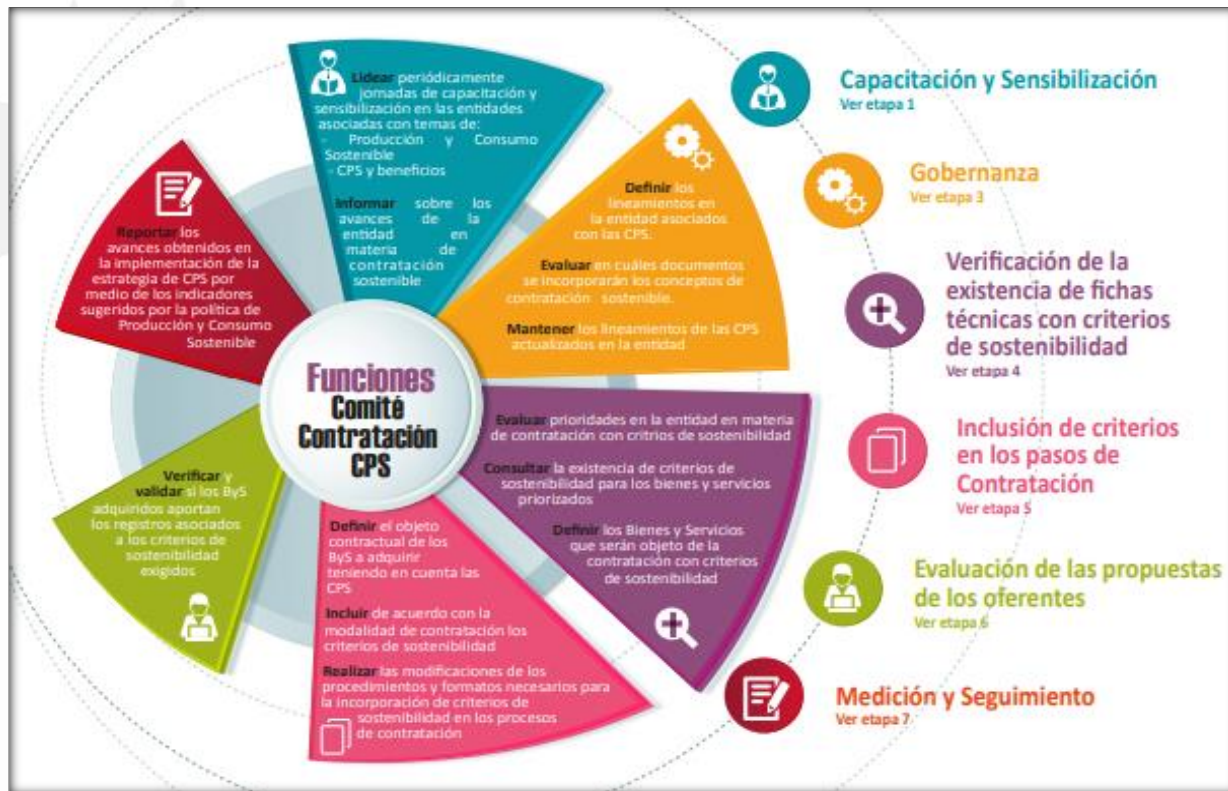 Lidear periódicamente
jornadas de capacitación y
sensibilización en las entidades
asociadas con temas de:
- Producción y Consumo
Sostenible
- CPS y beneficios
Informar sobre los
avances de la
entidad en
materia de
contratación
sostenible
Definir los
lineamientos en
la entidad asociados
con las CPS.
Evaluar en cuáles documentos
se incorporarán los conceptos de
contratación sostenible.
Mantener los lineamientos de las CPS
actualizados en la entidad
Evaluar prioridades en la entidad en materia
de contratación con critrios de sostenibilidad
Consultar la existencia de criterios de
sostenibilidad para los bienes y servicios
priorizados
Definir los Bienes y Servicios
que serán objeto de la
contratación con criterios
de sostenibilidad
Definir el objeto
contractual de los
ByS a adquirir
teniendo en cuenta las
CPS
Incluir de acuerdo con la
modalidad de contratación los
criterios de sostenibilidad
Realizar las modificaciones de los
procedimientos y formatos necesarios para
la incorporación de criterios de
sostenibilidad en los procesos
de contratación
Verificar y
validar si los ByS
adquiridos aportan
los registros asociados
a los criterios de
sostenibilidad
exigidos
Reportar los
avances obtenidos en
la implementación de la
estrategia de CPS por
medio de los indicadores
sugeridos por la política de
Producción y Consumo
Sostenible
Funciones
Comité
Contratación
CPS
Capacitación y Sensibilización
Ver etapa 1
Gobernanza
Ver etapa 3
Verificación de la
existencia de fichas
técnicas con criterios
de sostenibilidad
Ver etapa 4
Inclusión de criterios
en los pasos de
Contratación
Ver etapa 5
Evaluación de las propuestas
de los oferentes
Ver etapa 6
Medición y Seguimiento
Ver etapa 7